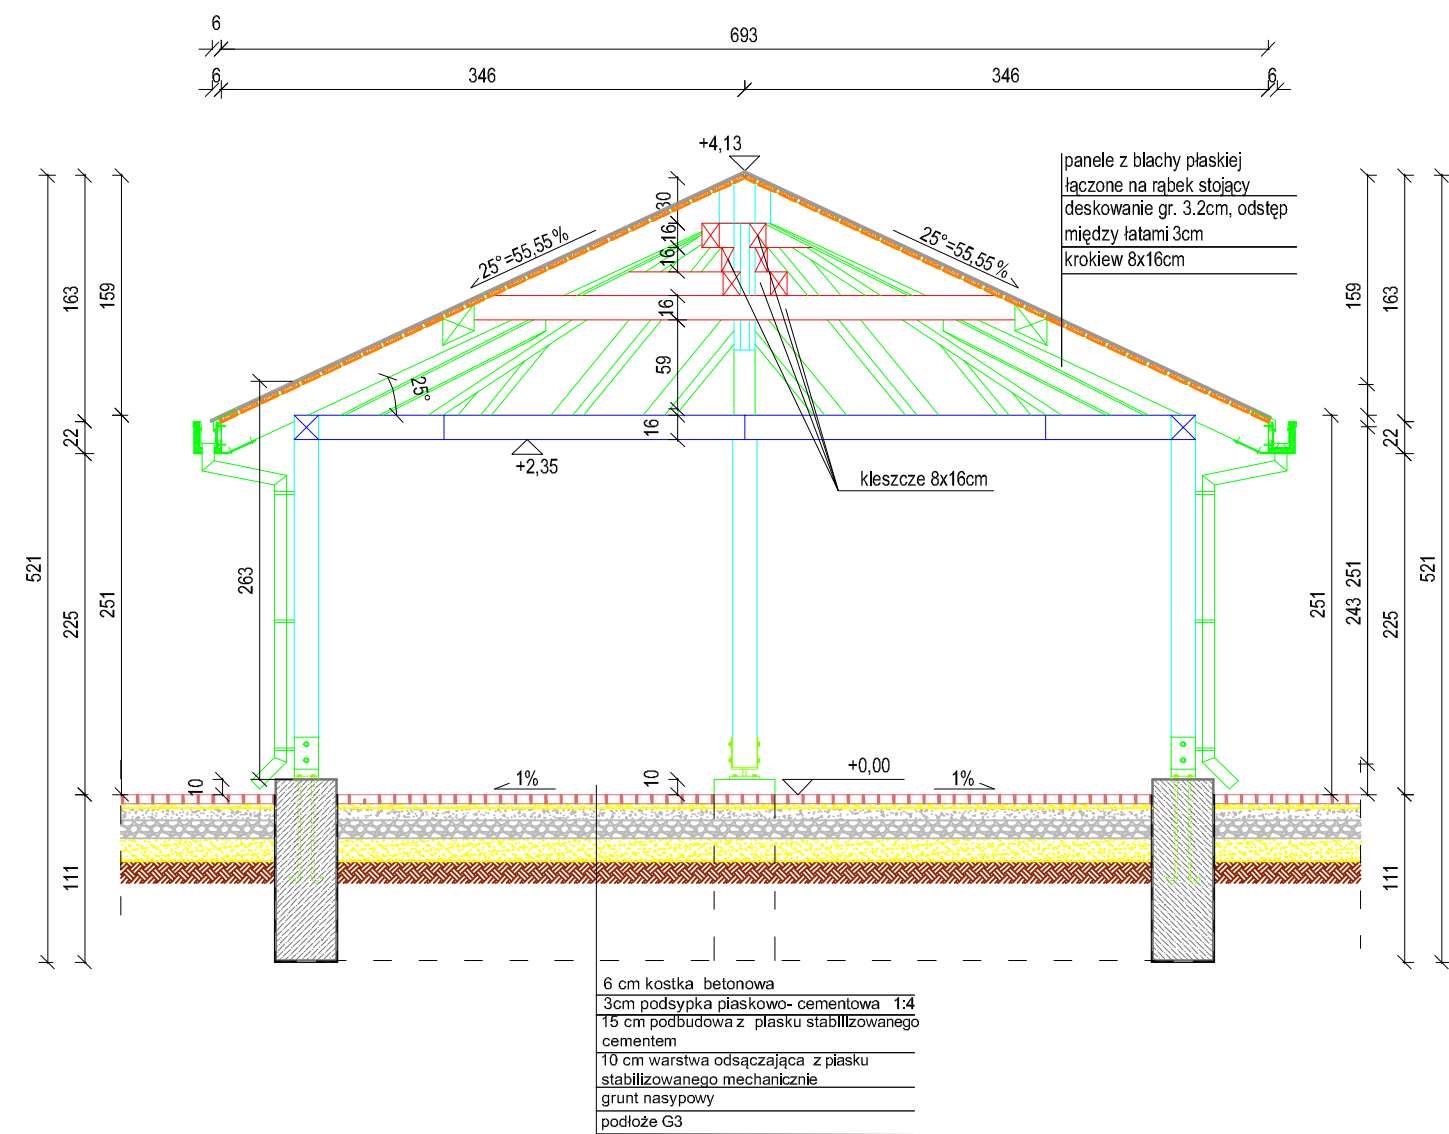 6
693
6
346
346
6
+4,13
panele z blachy płaskiej
łączone na rąbek stojący
deskowanie gr. 3.2cm, odstęp
między łatami 3cm
krokiew 8x16cm
25°=55,55 %
25°=55,55 %
30
16
16
16
59
16
25°
163
159
22
159
163
22
+2,35
kleszcze 8x16cm
521
225
251
263
251
243 251
225
521
10
1%
10
+0,00
1%
111
111
6 cm kostka betonowa
3cm podsypka piaskowo- cementowa 1:4
15 cm podbudowa z piasku stabilizowanego
cementem
10 cm warstwa odsączająca z piasku
stabilizowanego mechanicznie
grunt nasypowy
podłoże G3